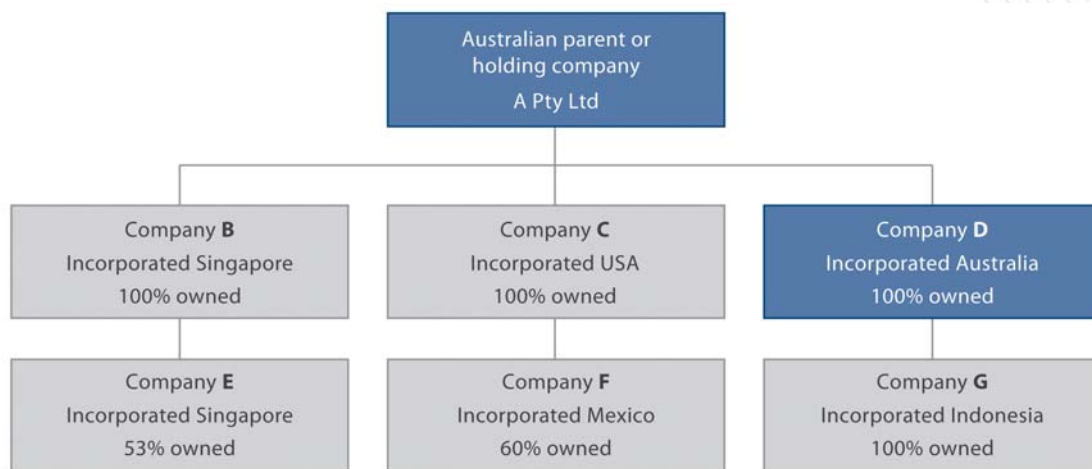 Australian parent or
holding company
A Pty Ltd
Company B
Incorporated Singapore
100% owned
Company C
Incorporated USA
100% owned
Company D
Incorporated Australia
100% owned
Company E
Incorporated Singapore
53% owned
Company F
Incorporated Mexico
60% owned
Company G
Incorporated Indonesia
100% owned